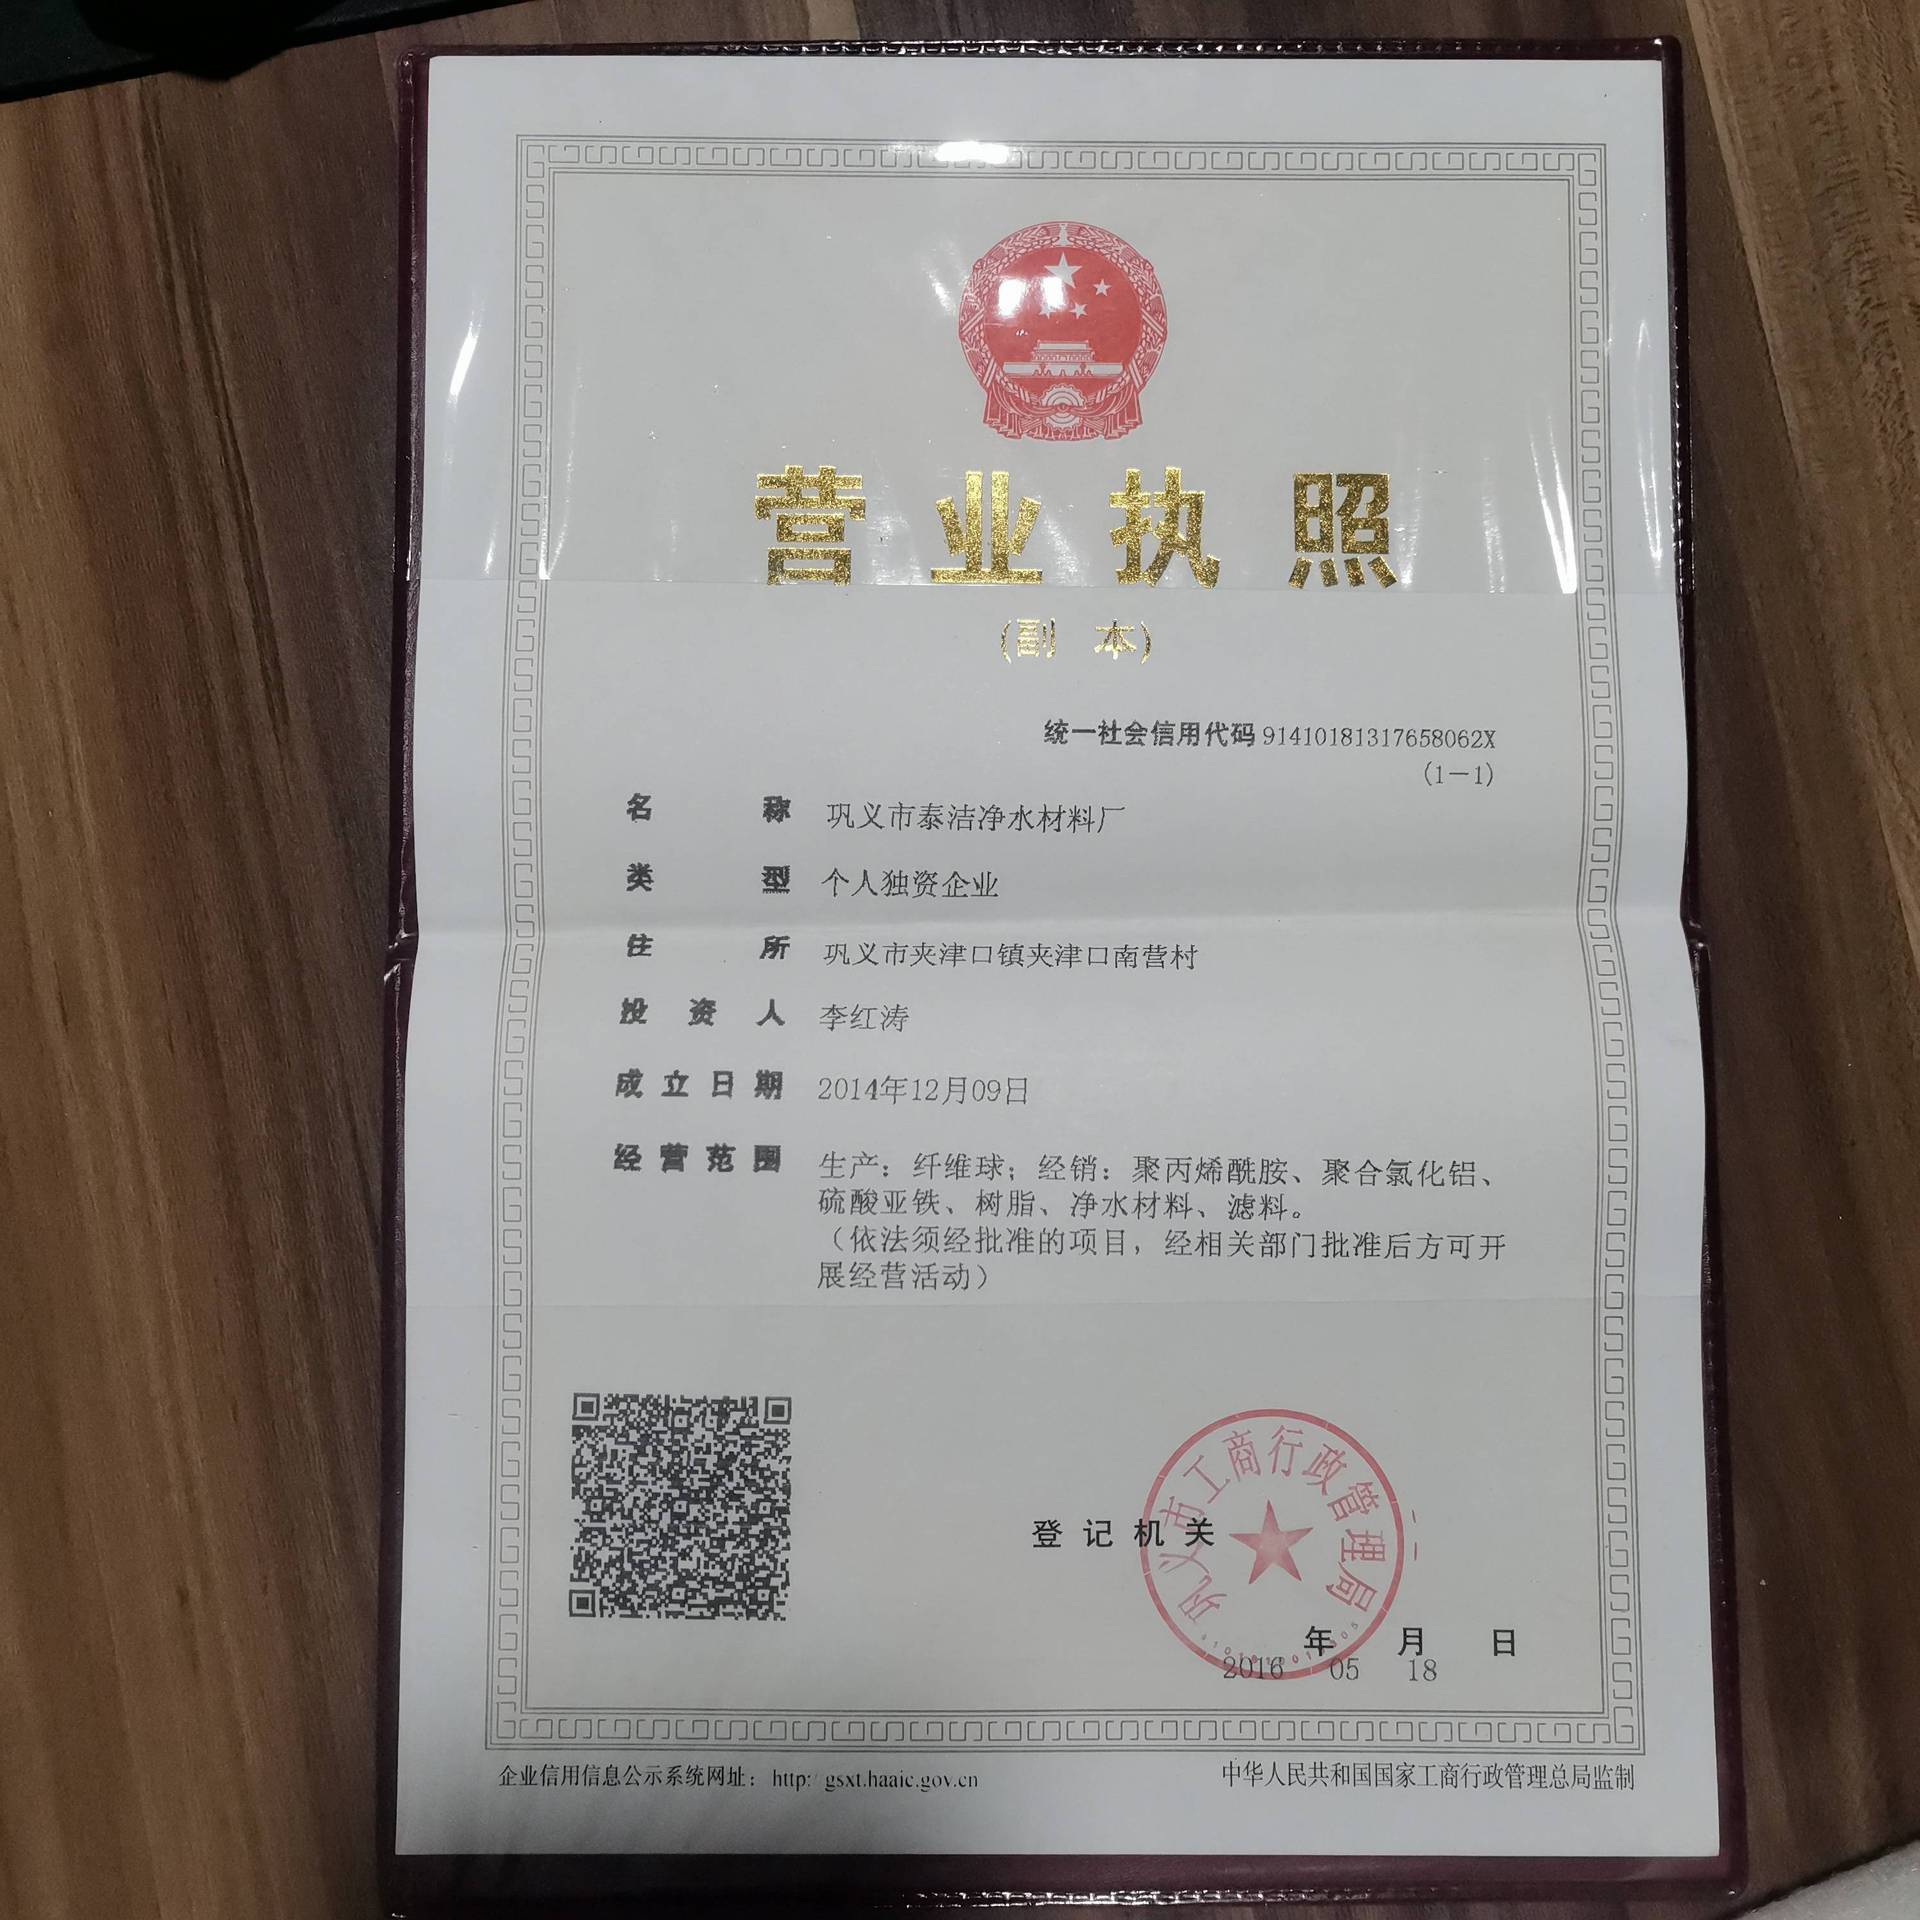 营业执照
(副 本)
统一社会信用代码 91410181317658062X
(1-1)
名称 巩义市泰洁净水材料厂
类型 个人独资企业
住所 巩义市夹津口镇夹津口南营村
投资人 李红涛
成立日期 2014年12月09日
经营范围 生产：纤维球；经销：聚丙烯酰胺、聚合氯化铝、
硫酸亚铁、树脂、净水材料、滤料。
（依法须经批准的项目，经相关部门批准后方可开
展经营活动）
巩义市工商行政管理局
登记机关
年 月 日
2016 05 18
企业信用信息公示系统网址： http://gsxt.haaic.gov.cn
中华人民共和国国家工商行政管理总局监制